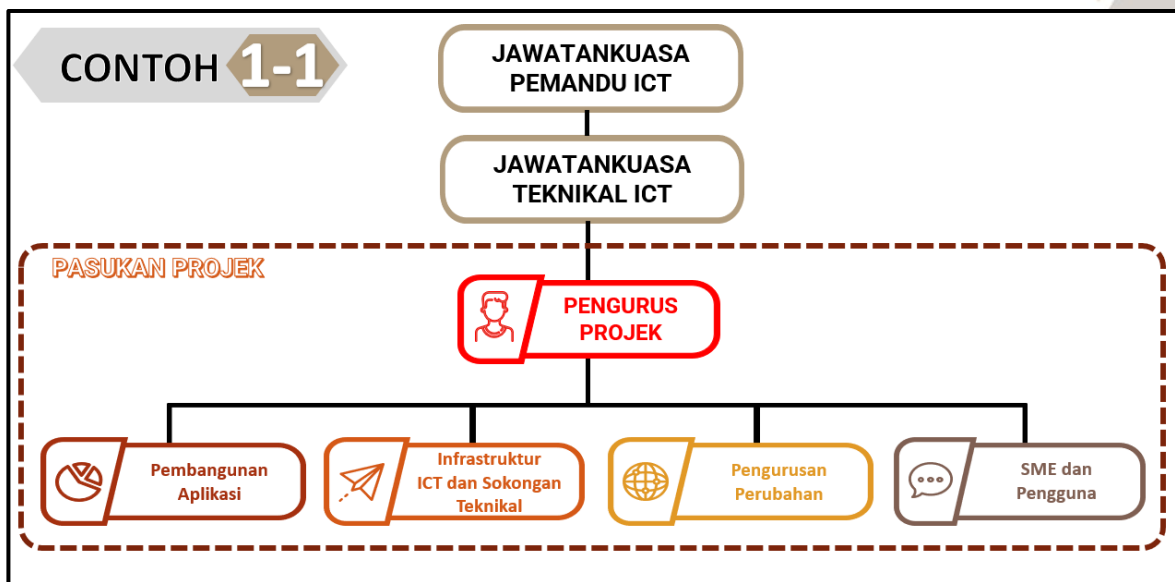 CONTOH 1-1
JAWATANKUASA
PEMANDU ICT
JAWATANKUASA
TEKNIKAL ICT
PASUKAN PROJEK
PENGURUS
PROJEK
Pembangunan
Aplikasi
Infrastruktur
ICT dan Sokongan
Teknikal
Pengurusan
Perubahan
SME dan
Pengguna